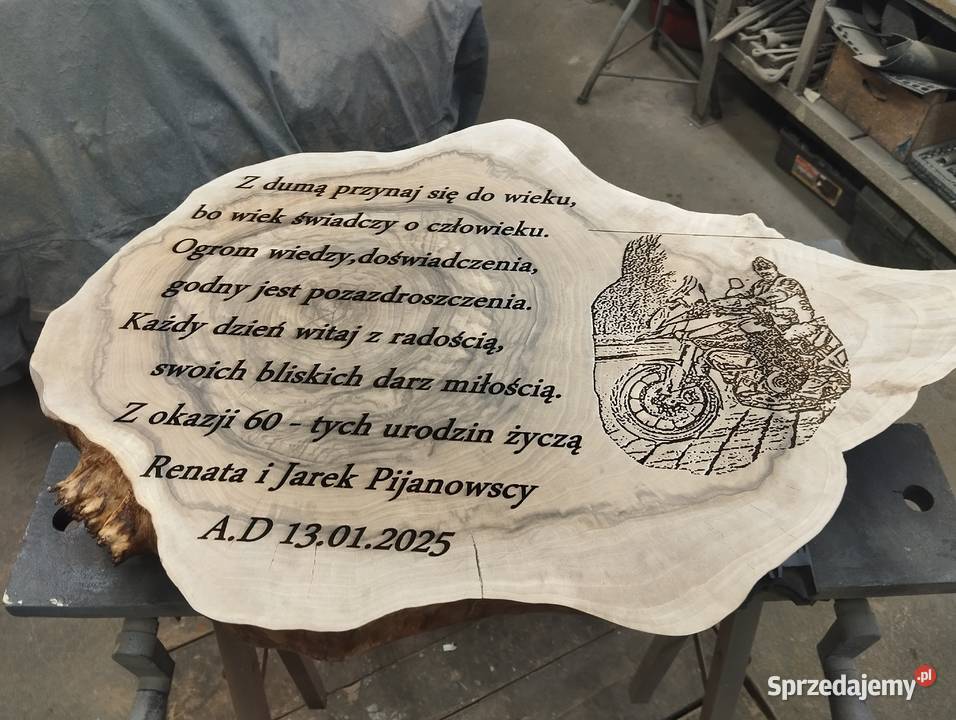 Z dumą przynaj się do wieku,
bo wiek świadczy o człowieku.
Ogrom wiedzy,doświadczenia,
godny jest pozazdroszczenia.
Każdy dzień witaj z radością,
swoich bliskich darz miłością.
Z okazji 60 - tych urodzin życzą
Renata i Jarek Pijanowscy
A.D 13.01.2025
Sprzedajemy.pl